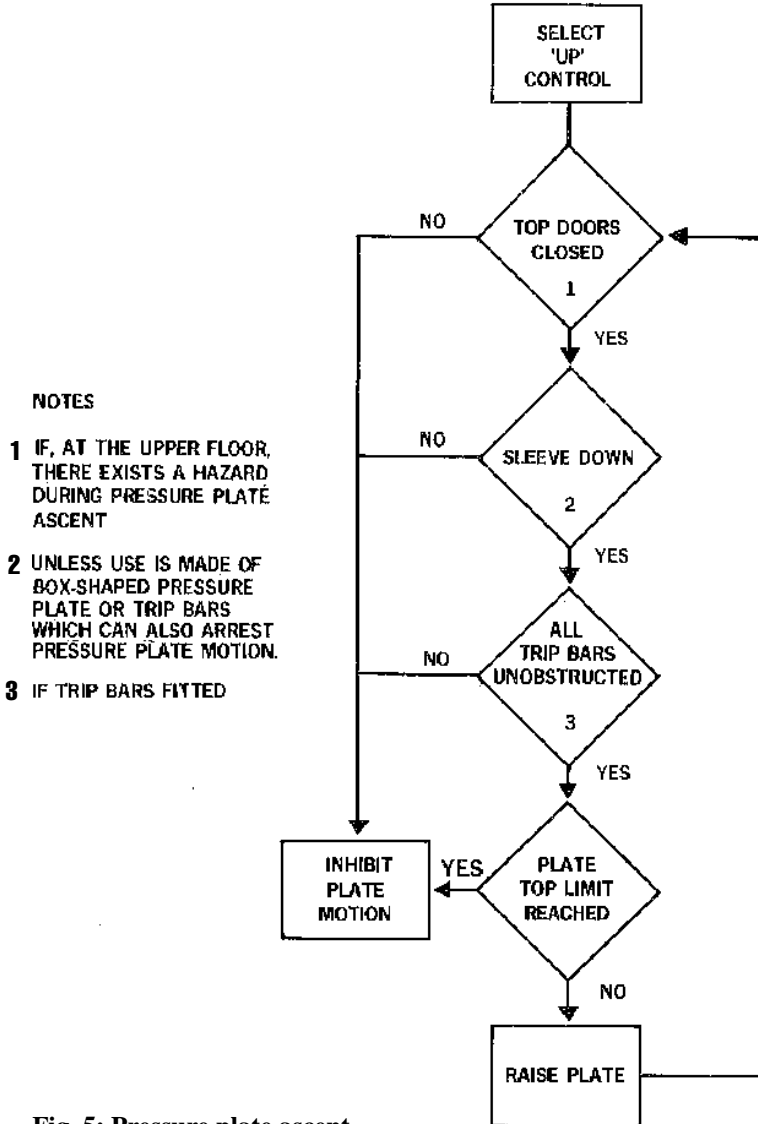 SELECT
'UP'
CONTROL
NO
TOP DOORS
CLOSED
1
YES
NO
SLEEVE DOWN
2
YES
NO
ALL
TRIP BARS
UNOBSTRUCTED
3
YES
INHIBIT
PLATE
MOTION
YES
PLATE
TOP LIMIT
REACHED
NO
RAISE PLATE
NOTES
1 IF, AT THE UPPER FLOOR,
THERE EXISTS A HAZARD
DURING PRESSURE PLATE
ASCENT
2 UNLESS USE IS MADE OF
BOX-SHAPED PRESSURE
PLATE OR TRIP BARS
WHICH CAN ALSO ARREST
PRESSURE PLATE MOTION.
3 IF TRIP BARS FITTED
Fig. 5: Pressure plate ascent